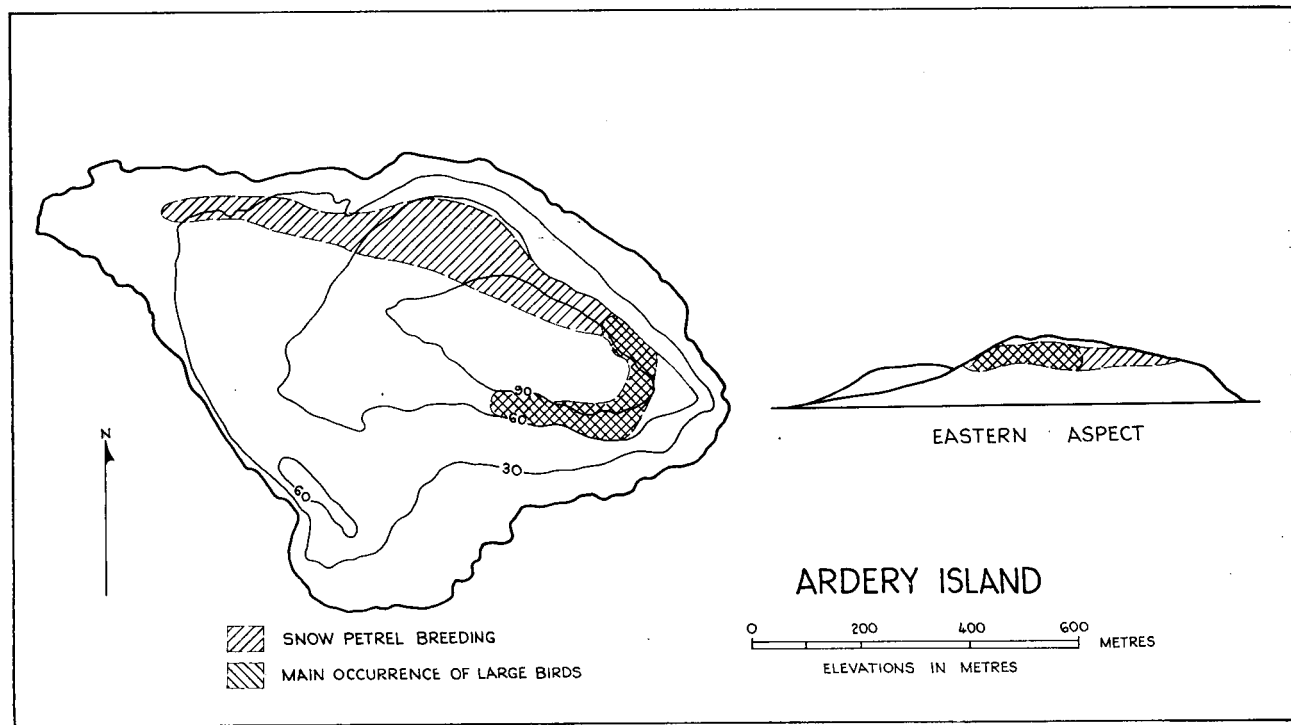 N
90
60
30
60
EASTERN ASPECT
ARDERY ISLAND
0 200 400 600
METRES
ELEVATIONS IN METRES
SNOW PETREL BREEDING
MAIN OCCURRENCE OF LARGE BIRDS